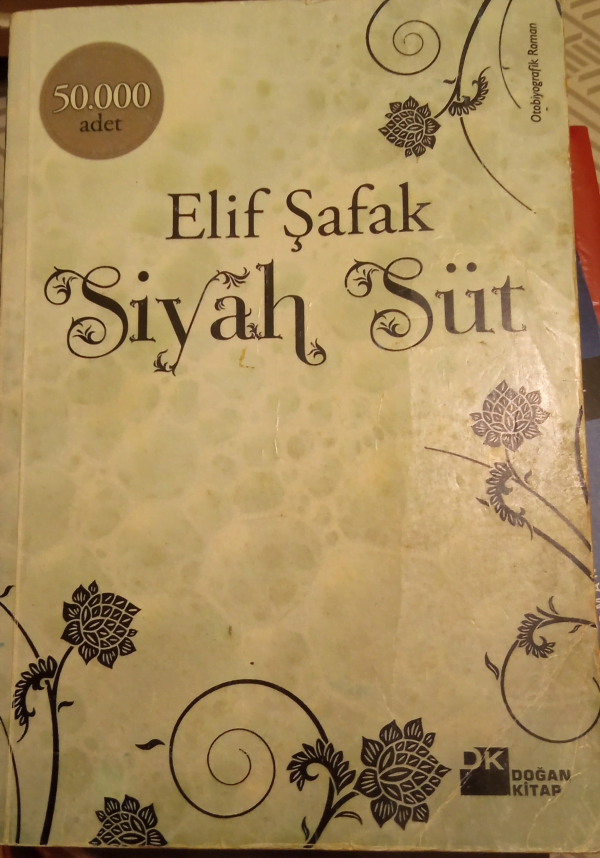 50.000
adet
Otobiyografik Roman
Elif Şafak
Siyah Süt
DK
DOĞAN
KİTAP